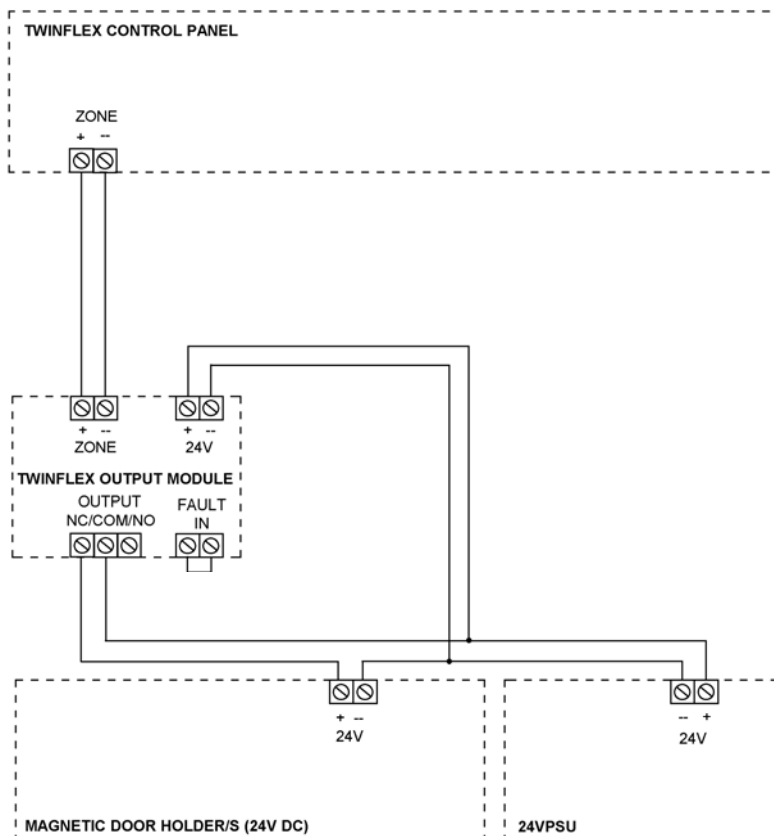 TWINFLEX CONTROL PANEL
ZONE
+ --
+ --
ZONE
+ --
24V
TWINFLEX OUTPUT MODULE
OUTPUT
NC/COM/NO
FAULT
IN
+ --
24V
-- +
24V
MAGNETIC DOOR HOLDER/S (24V DC)
24VPSU